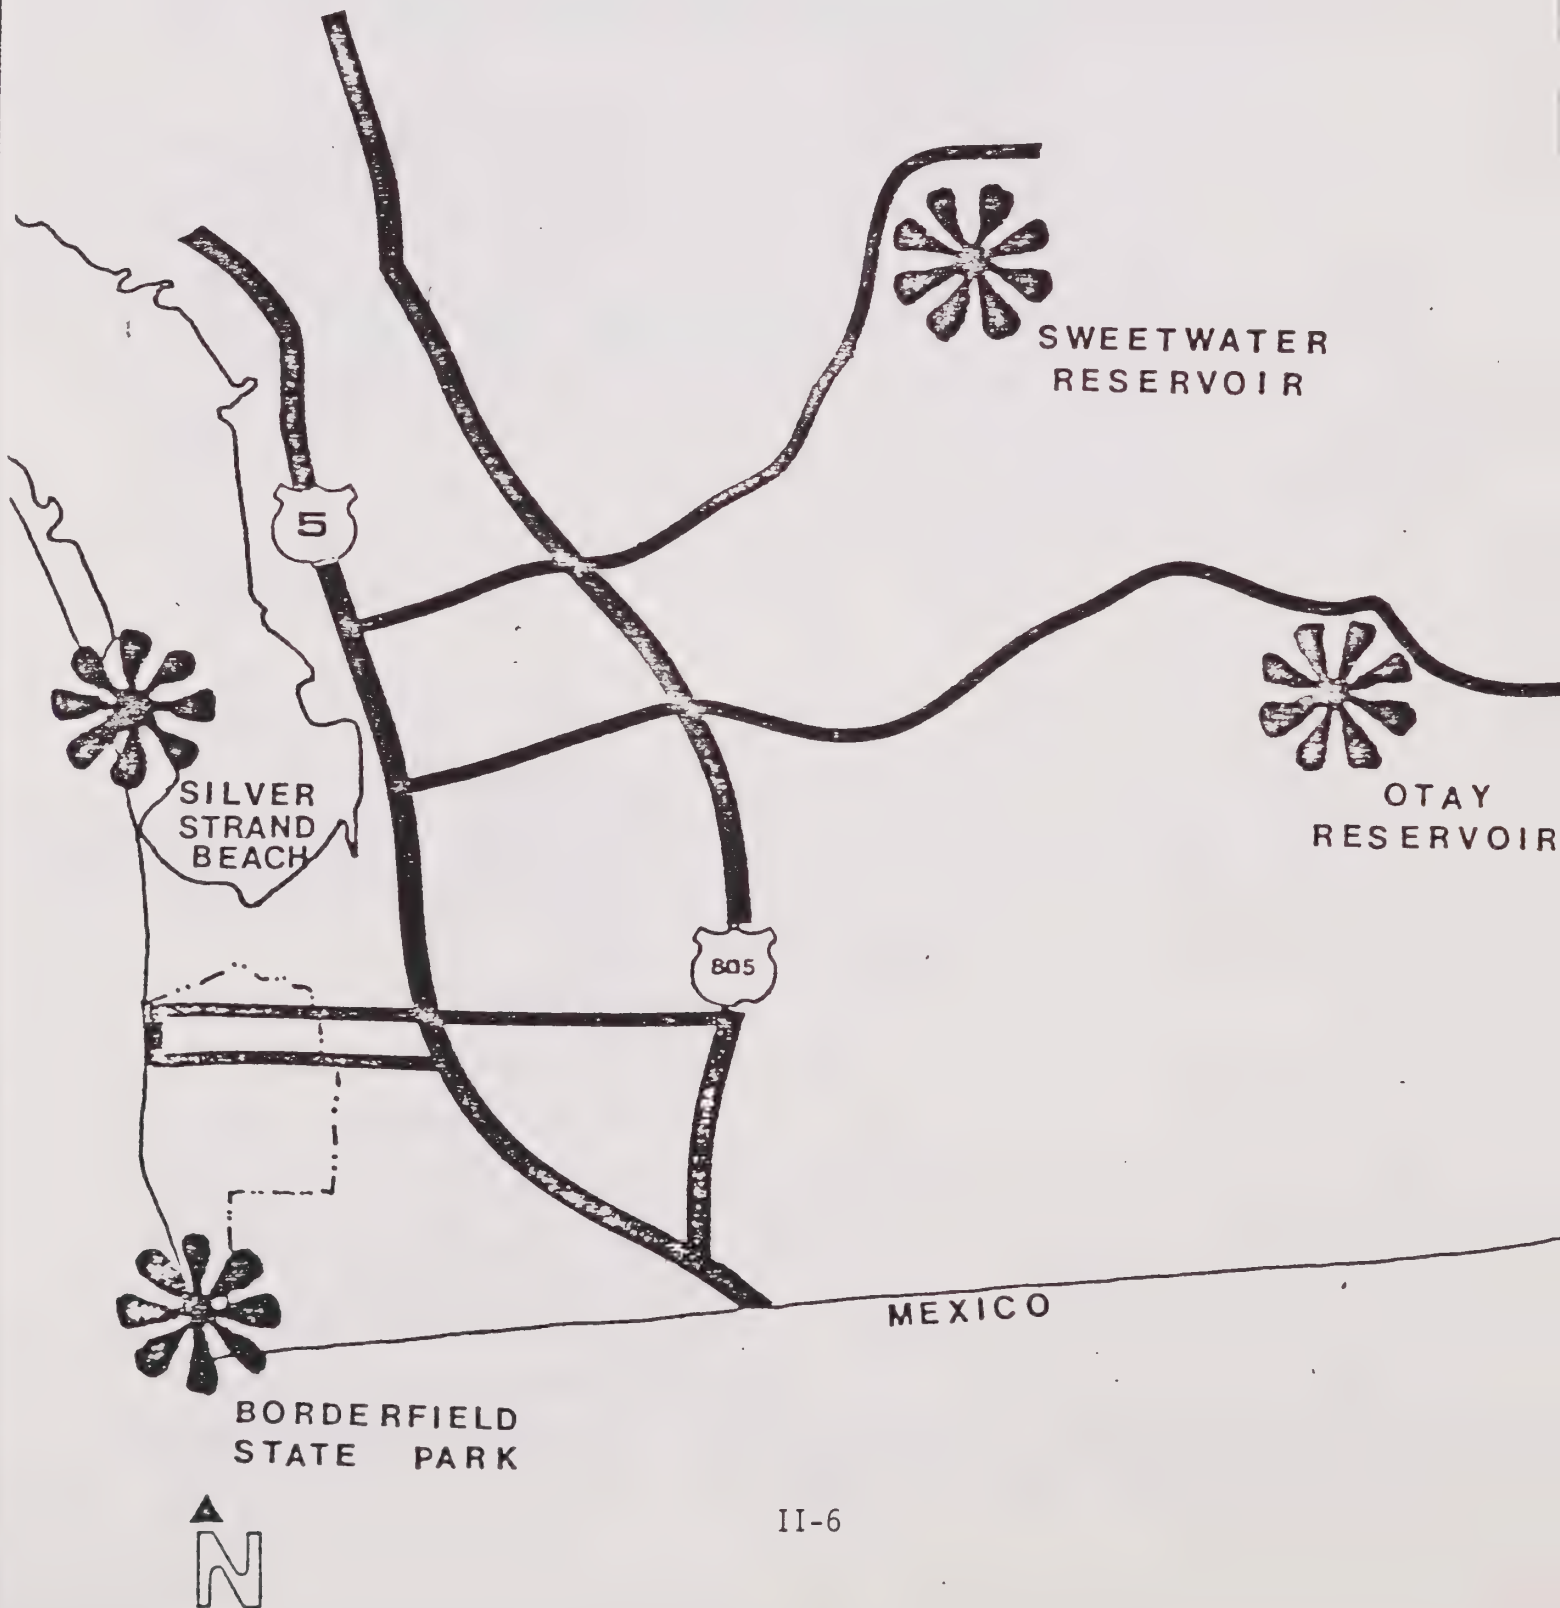 SWEETWATER
RESERVOIR
5
SILVER
STRAND
BEACH
OTAY
RESERVOIR
805
MEXICO
BORDERFIELD
STATE PARK
II-6
N